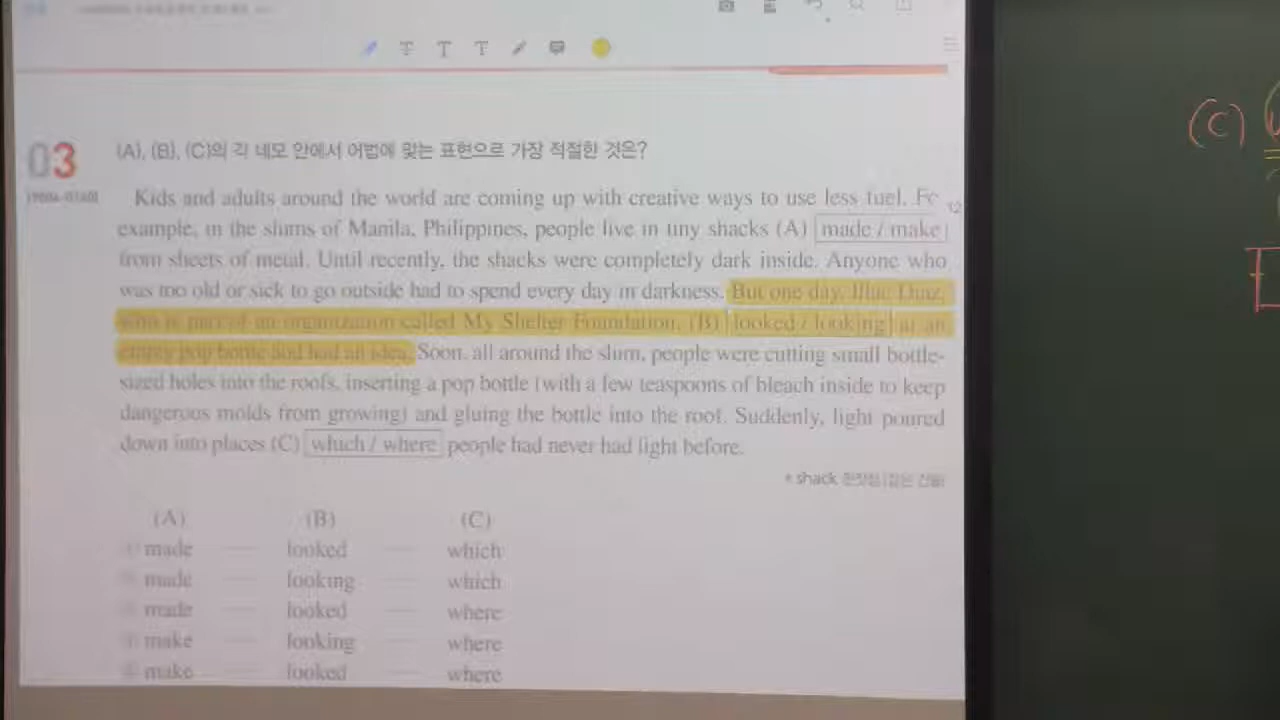 03
(A), (B), (C)의 각 네모 안에서 어법에 맞는 표현으로 가장 적절한 것은?
Kids and adults around the world are coming up with creative ways to use less fuel.
example, in the slums of Manila, Philippines, people live in tiny shacks (A) made / make
from sheets of metal. Until recently, the shacks were completely dark inside. Anyone who
was too old or sick to go outside had to spend every day in darkness. But one day, Illac Diaz,
who is part of an organization called My Shelter Foundation, (B) looked / looking at an
empty pop bottle and had an idea. Soon, all around the slum, people were cutting small bottle-
sized holes into the roofs, inserting a pop bottle (with a few teaspoons of bleach inside to keep
dangerous molds from growing) and gluing the bottle into the roof. Suddenly, light poured
down into places (C) which / where people had never had light before.
* shack
(A) (B) (C)
① made looked which
② made looking which
③ made looked where
④ make looking where
⑤ make looked where
(C)